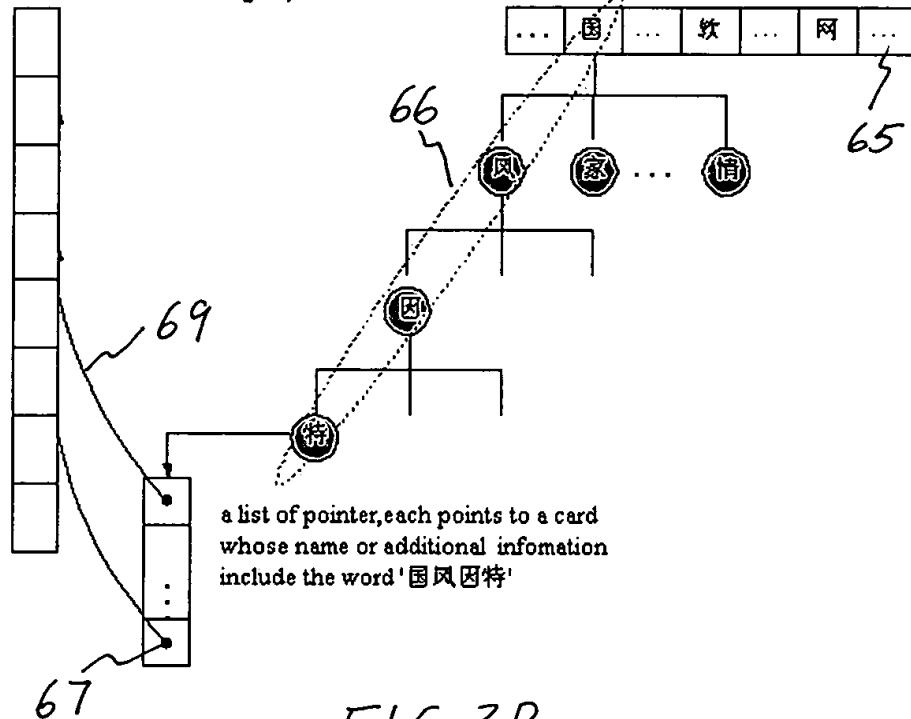 ... 国 ... 软 ... 网 ...
66
65
风 家 ... 情
因
69
特
a list of pointer,each points to a card
whose name or additional infomation
include the word '国风因特'
67